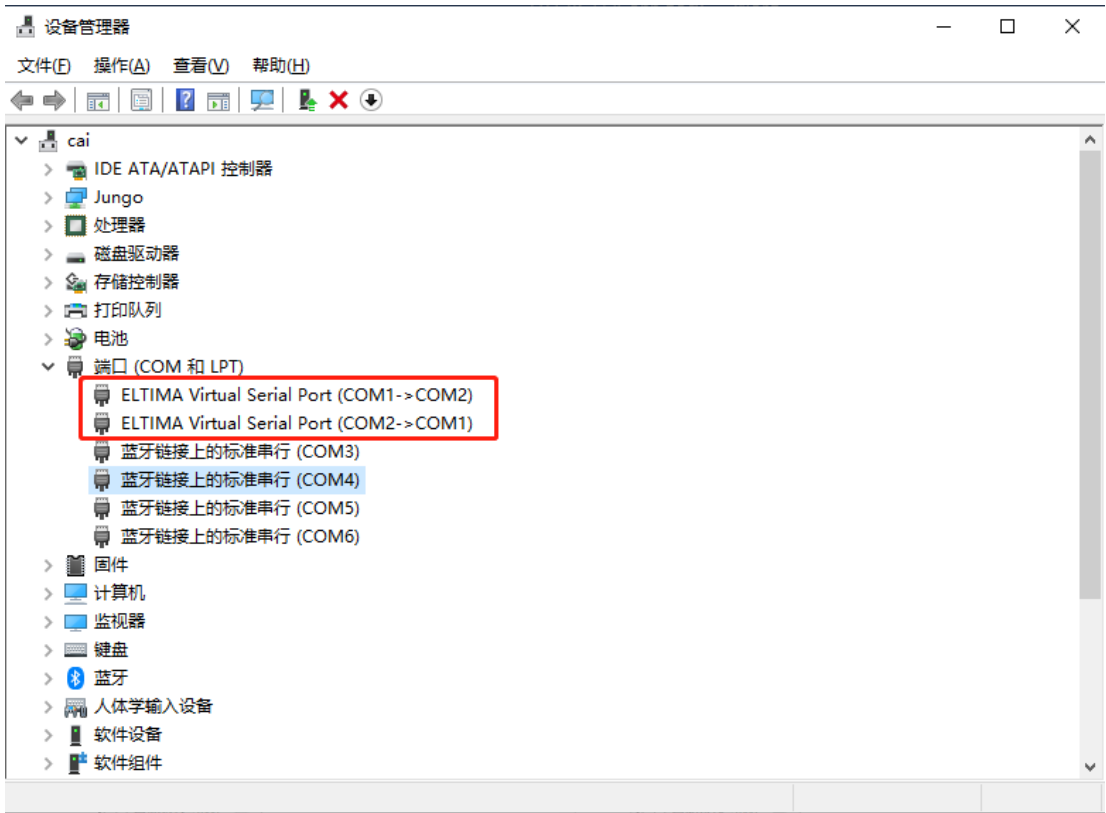 设备管理器
文件(F) 操作(A) 查看(V) 帮助(H)
cai
IDE ATA/ATAPI 控制器
Jungo
处理器
磁盘驱动器
存储控制器
打印队列
电池
端口 (COM 和 LPT)
ELTIMA Virtual Serial Port (COM1->COM2)
ELTIMA Virtual Serial Port (COM2->COM1)
蓝牙链接上的标准串行 (COM3)
蓝牙链接上的标准串行 (COM4)
蓝牙链接上的标准串行 (COM5)
蓝牙链接上的标准串行 (COM6)
固件
计算机
监视器
键盘
蓝牙
人体学输入设备
软件设备
软件组件